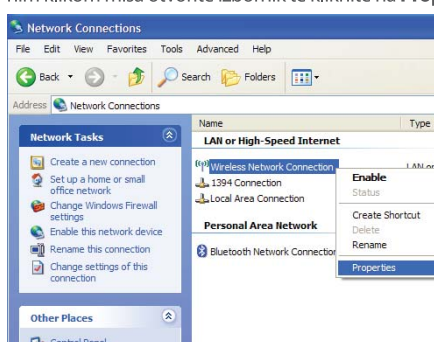 Network Connections
File Edit View Favorites Tools Advanced Help
Back Search Folders
Address Network Connections
Network Tasks
Create a new connection
Set up a home or small
office network
Change Windows Firewall
settings
Enable this network device
Rename this connection
Change settings of this
connection
Other Places
Name Type
LAN or High-Speed Internet
Wireless Network Connection LAN or
1394 Connection
Local Area Connection
Personal Area Network
Bluetooth Network Connection
Enable
Status
Create Shortcut
Delete
Rename
Properties